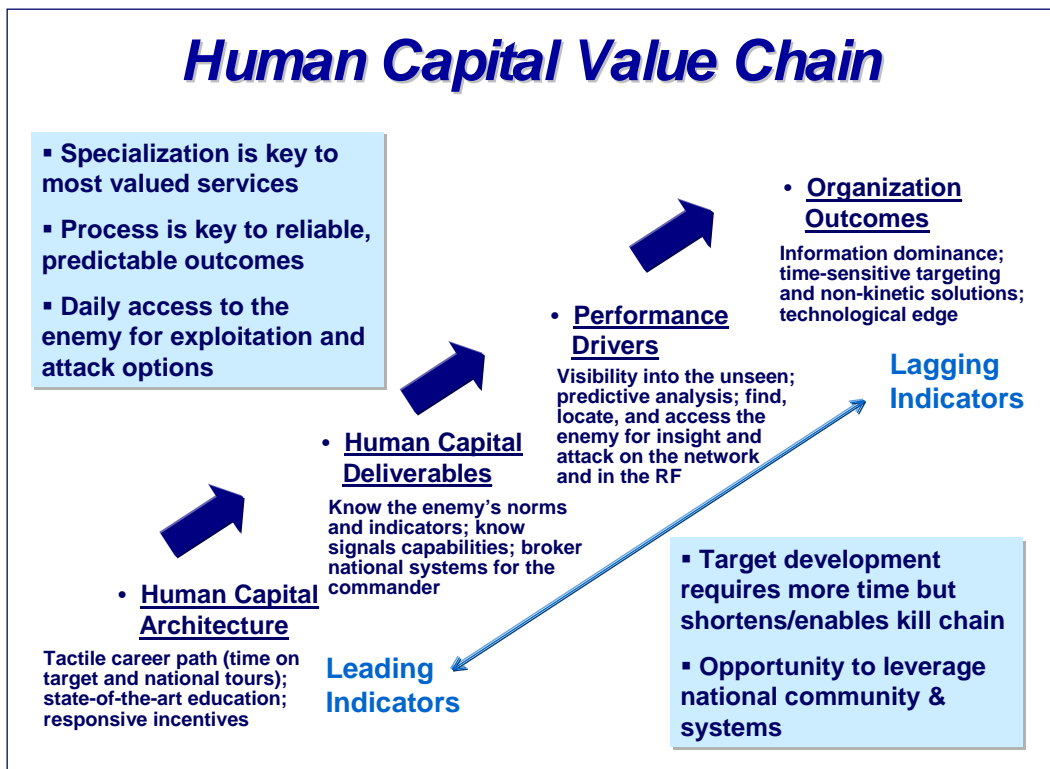 Human Capital Value Chain
▪ Specialization is key to
most valued services
▪ Process is key to reliable,
predictable outcomes
▪ Daily access to the
enemy for exploitation and
attack options
• Organization
Outcomes
Information dominance;
time-sensitive targeting
and non-kinetic solutions;
technological edge
• Performance
Drivers
Visibility into the unseen;
predictive analysis; find,
locate, and access the
enemy for insight and
attack on the network
and in the RF
Lagging
Indicators
• Human Capital
Deliverables
Know the enemy’s norms
and indicators; know
signals capabilities; broker
national systems for the
commander
• Human Capital
Architecture
Tactile career path (time on
target and national tours);
state-of-the-art education;
responsive incentives
Leading
Indicators
▪ Target development
requires more time but
shortens/enables kill chain
▪ Opportunity to leverage
national community &
systems